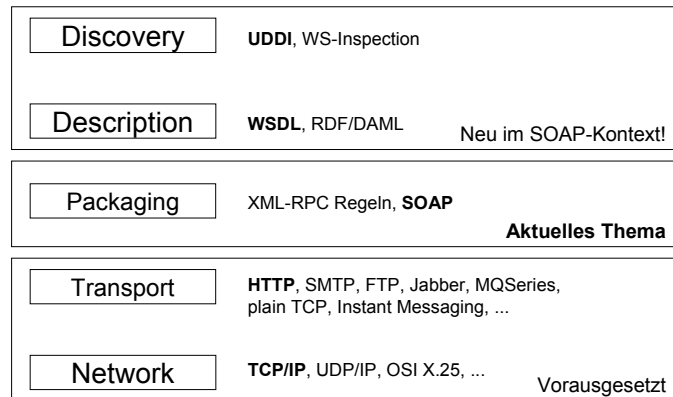 Discovery
UDDI, WS-Inspection
Description
WSDL, RDF/DAML
Neu im SOAP-Kontext!
Packaging
XML-RPC Regeln, SOAP
Aktuelles Thema
Transport
HTTP, SMTP, FTP, Jabber, MQSeries,
plain TCP, Instant Messaging, ...
Network
TCP/IP, UDP/IP, OSI X.25, ...
Vorausgesetzt